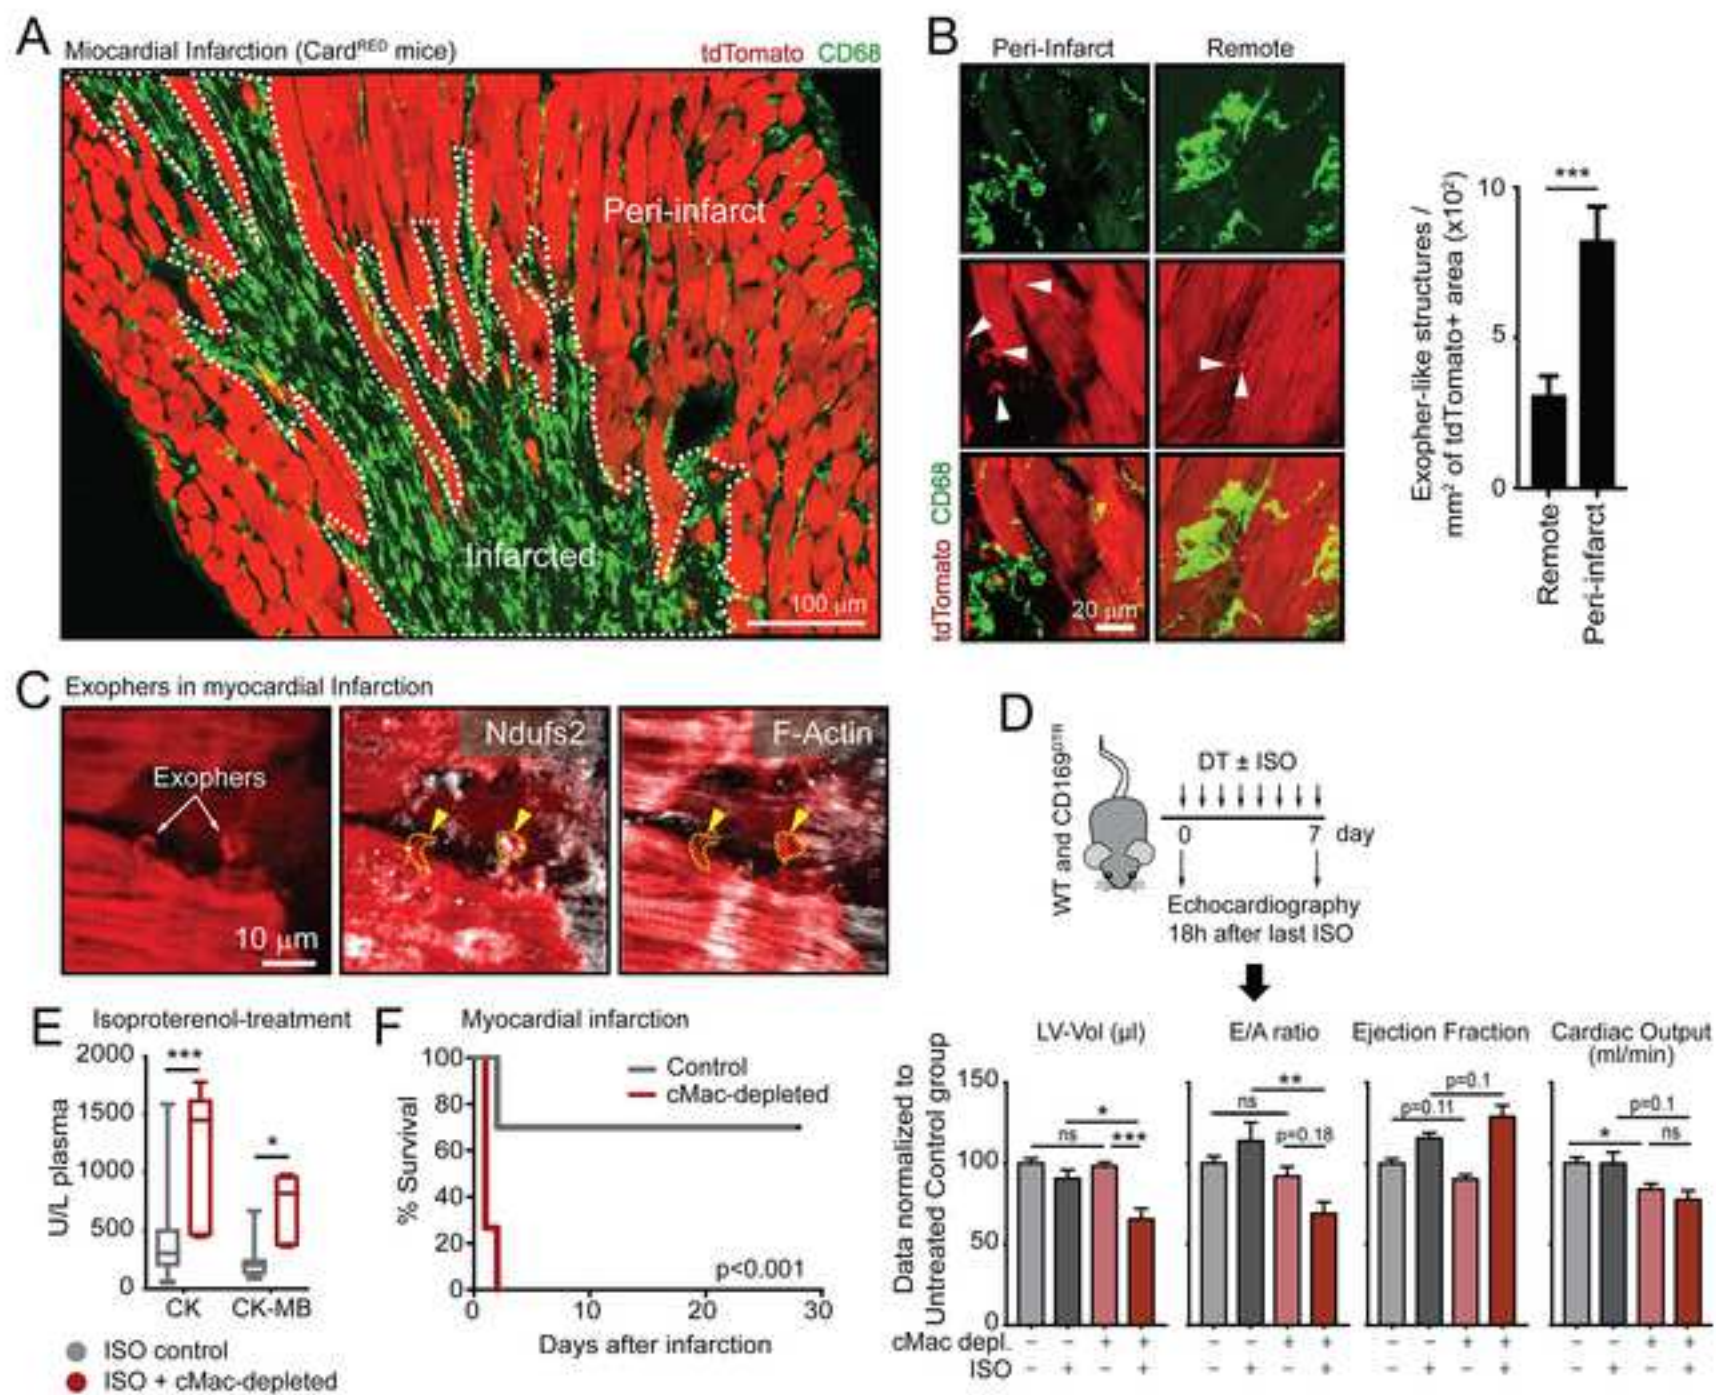 A
Miocardial Infarction (Card^RED mice)
tdTomato CD68
Peri-infarct
Infarcted
100 µm
B
Peri-Infarct
Remote
tdTomato CD68
20 µm
Exopher-like structures /
mm² of tdTomato+ area (x10²)
10
5
0
***
Remote
Peri-infarct
C
Exophers in myocardial Infarction
Exophers
10 µm
Ndufs2
F-Actin
D
WT and CD169^DTR
DT ± ISO
0
7 day
Echocardiography
18h after last ISO
Data normalized to
Untreated Control group
150
100
50
0
LV-Vol (µl)
*
ns
***
E/A ratio
**
ns
p=0.18
Ejection Fraction
p=0.1
p=0.11
Cardiac Output
(ml/min)
p=0.1
*
ns
cMac depl. - - + + - - + + - - + + - - + +
ISO - + - + - + - + - + - + - + - +
E
Isoproterenol-treatment
U/L plasma
2000
1500
1000
500
0
***
*
CK
CK-MB
ISO control
ISO + cMac-depleted
F
Myocardial infarction
% Survival
100
80
60
40
20
0
Control
cMac-depleted
p<0.001
0
10
20
30
Days after infarction